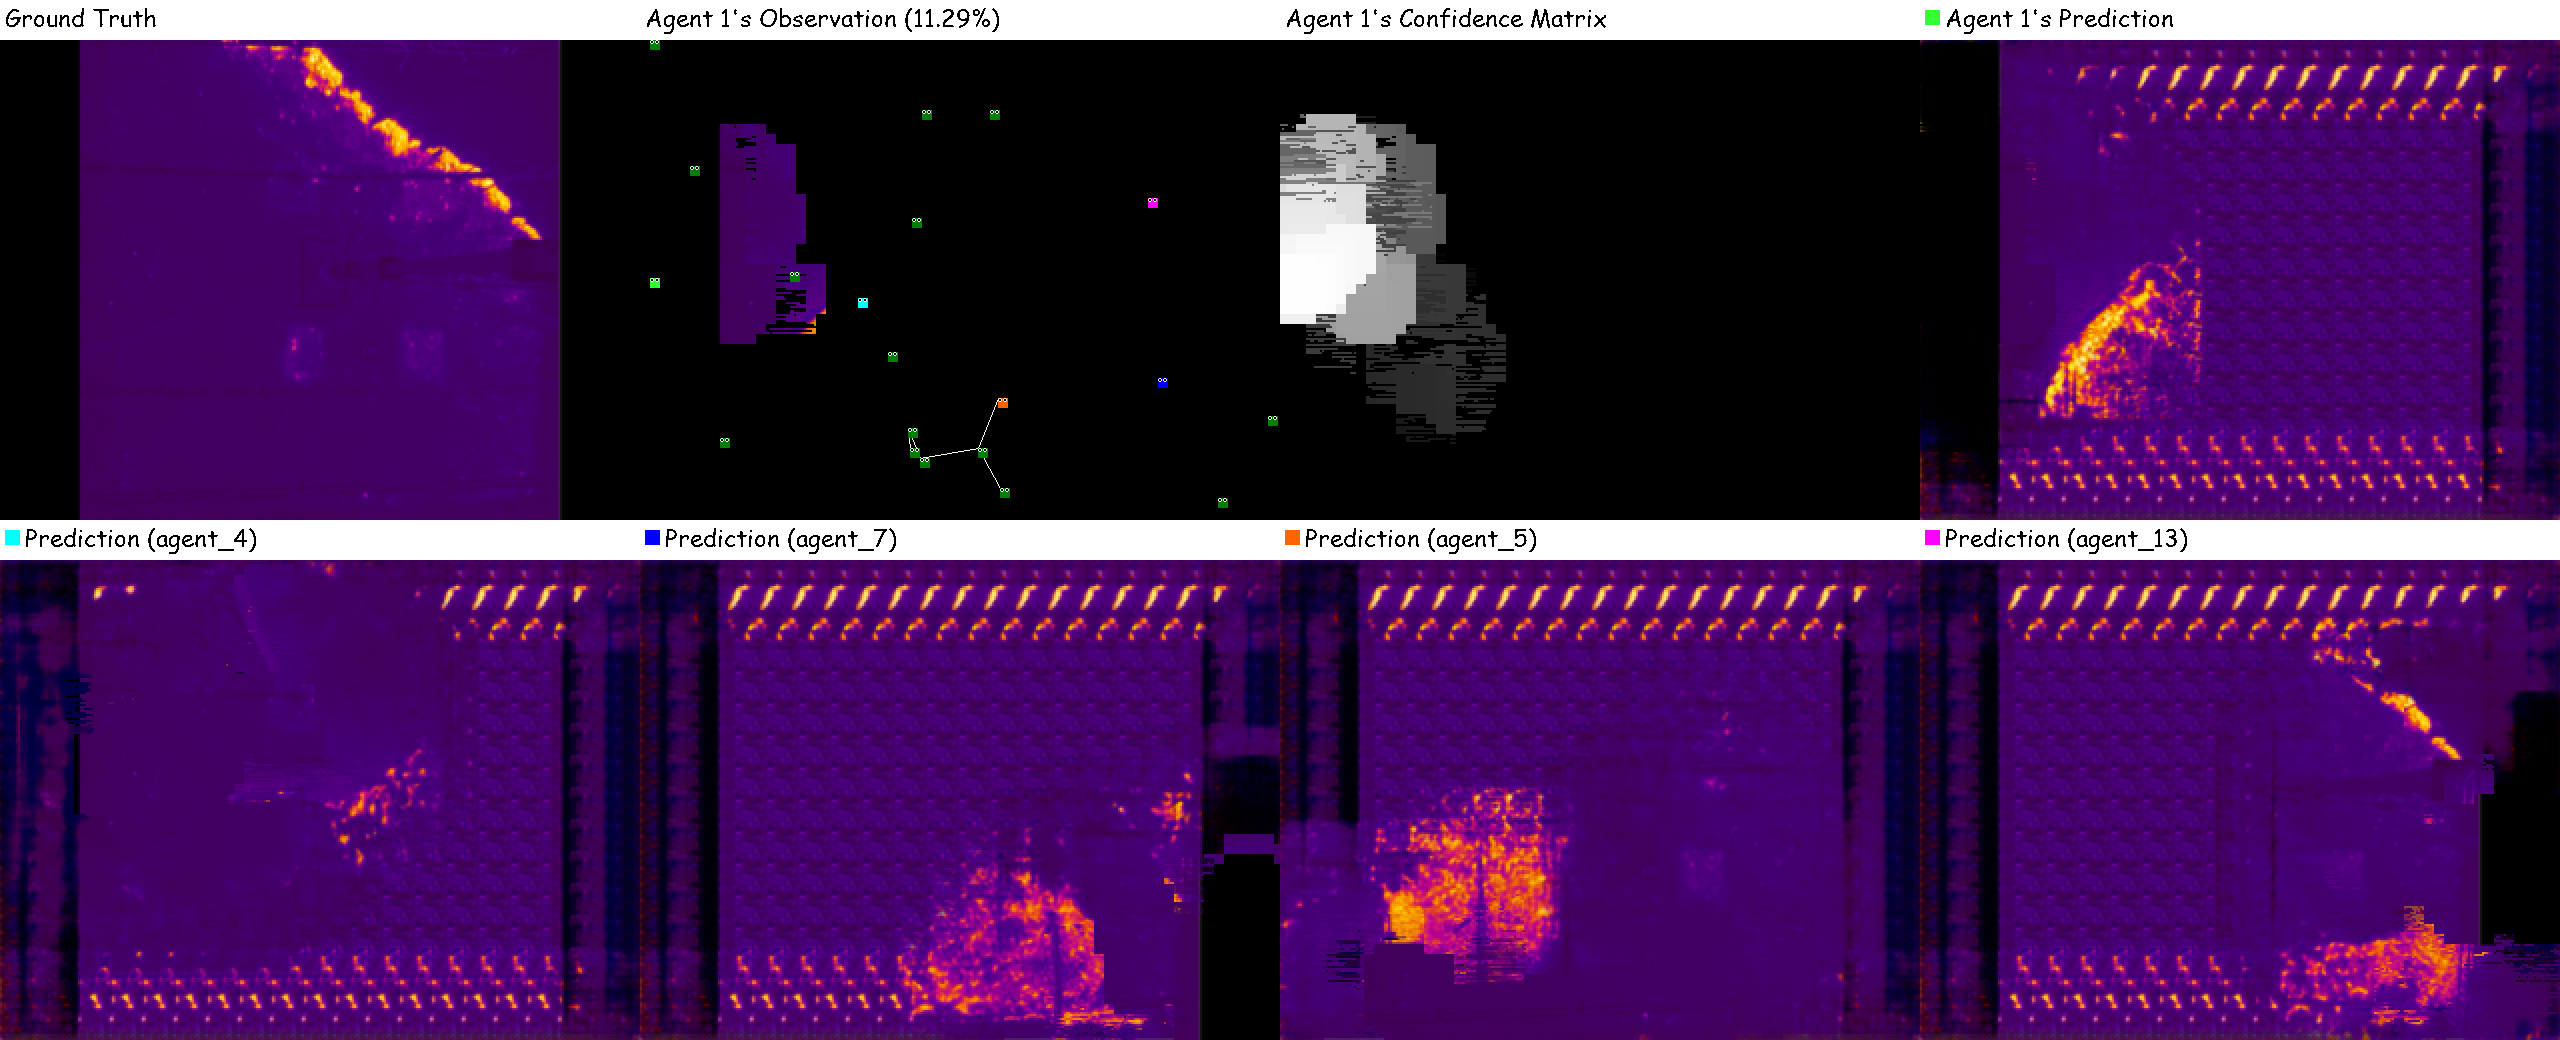 Ground Truth
Agent 1's Observation (11.29%)
Agent 1's Confidence Matrix
Agent 1's Prediction
Prediction (agent_4)
Prediction (agent_7)
Prediction (agent_5)
Prediction (agent_13)